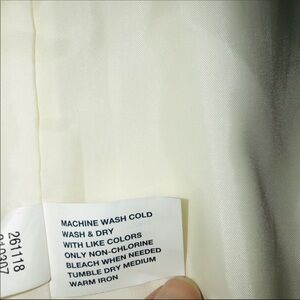 MACHINE WASH COLD
WASH & DRY
WITH LIKE COLORS
ONLY NON-CHLORINE
BLEACH WHEN NEEDED
TUMBLE DRY MEDIUM
WARM IRON
261118